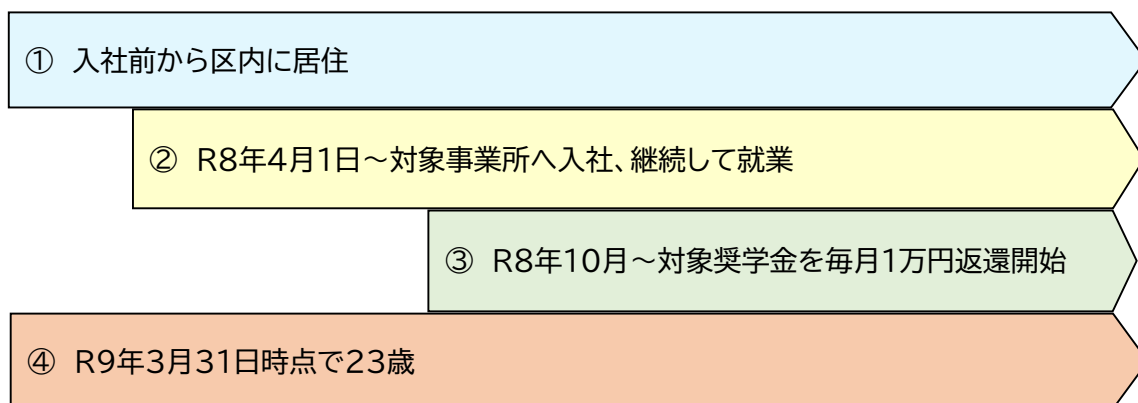 ① 入社前から区内に居住
② R8年4月1日～対象事業所へ入社、継続して就業
③ R8年10月～対象奨学金を毎月1万円返還開始
④ R9年3月31日時点で23歳